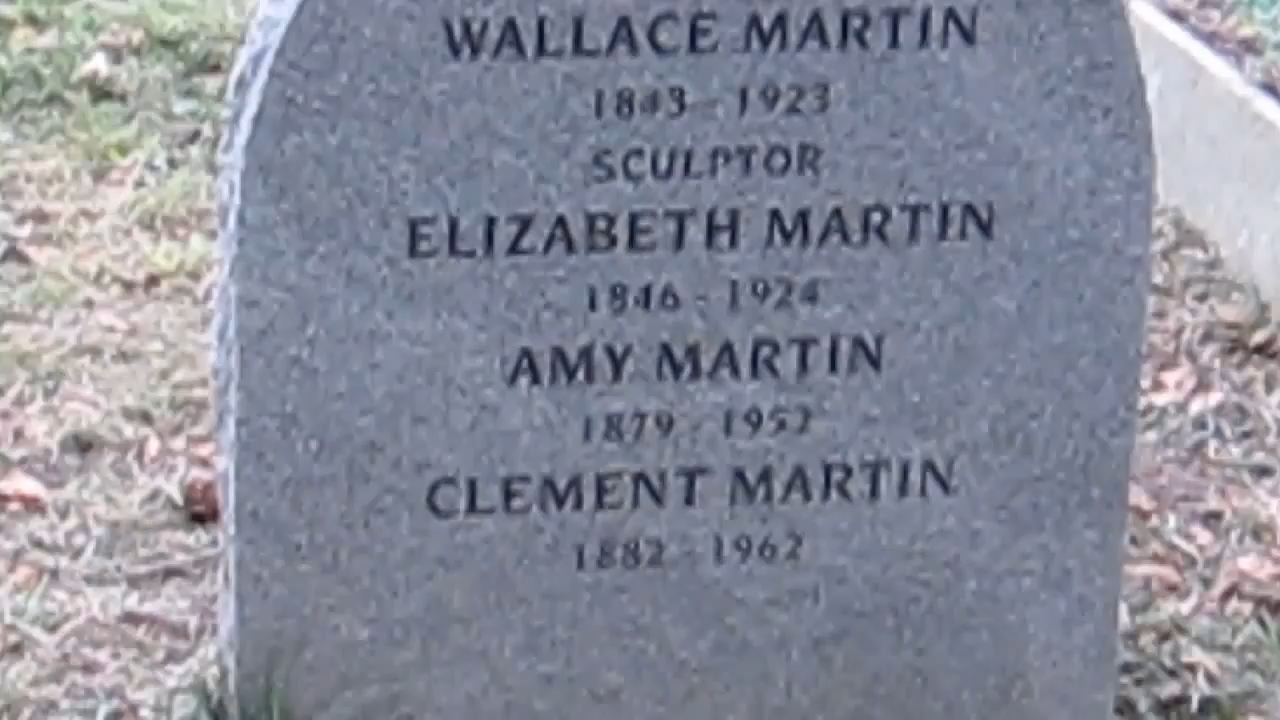 WALLACE MARTIN
1843 - 1923
SCULPTOR
ELIZABETH MARTIN
1846 - 1924
AMY MARTIN
1879 - 1952
CLEMENT MARTIN
1882 - 1962